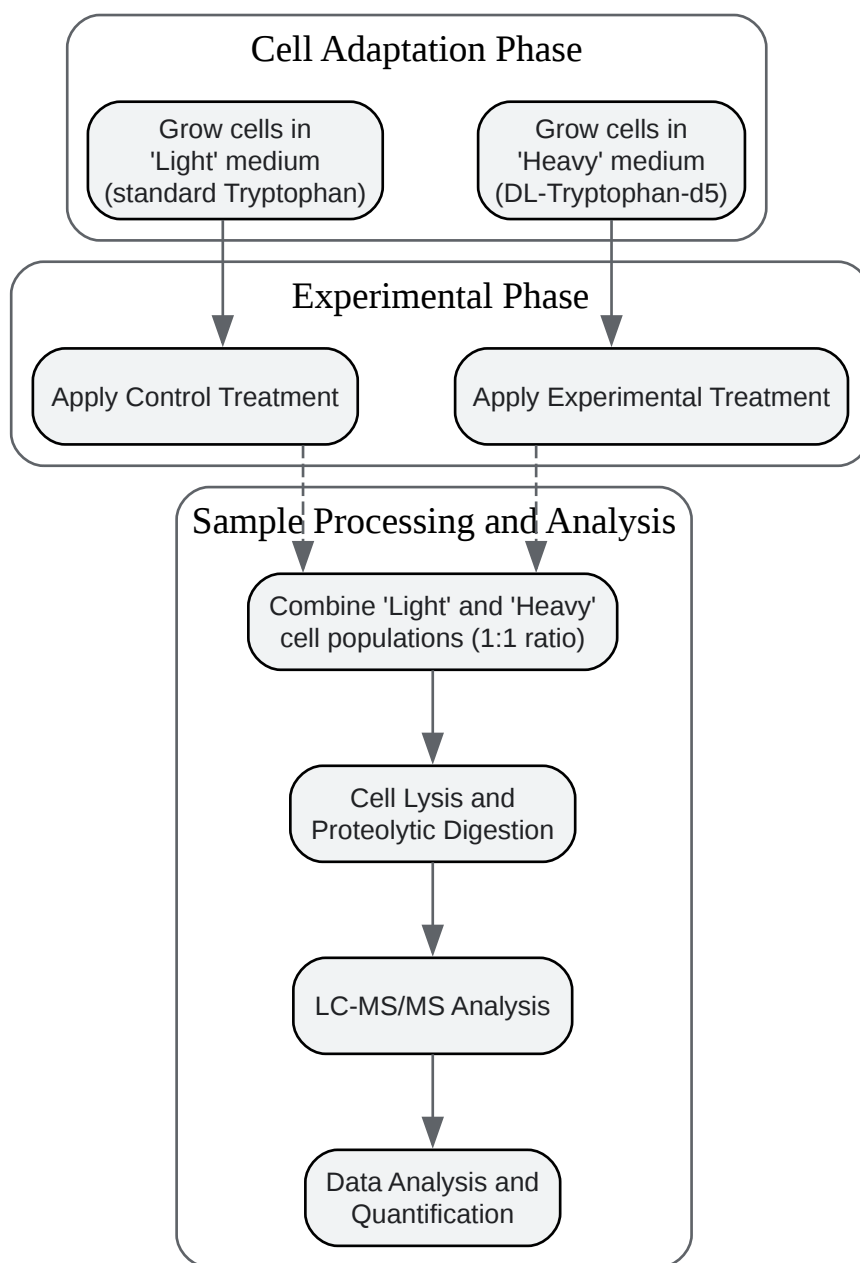 Cell Adaptation Phase
Grow cells in
'Light' medium
(standard Tryptophan)
Grow cells in
'Heavy' medium
(DL-Tryptophan-d5)
Experimental Phase
Apply Control Treatment
Apply Experimental Treatment
Sample Processing and Analysis
Combine 'Light' and 'Heavy'
cell populations (1:1 ratio)
Cell Lysis and
Proteolytic Digestion
LC-MS/MS Analysis
Data Analysis and
Quantification